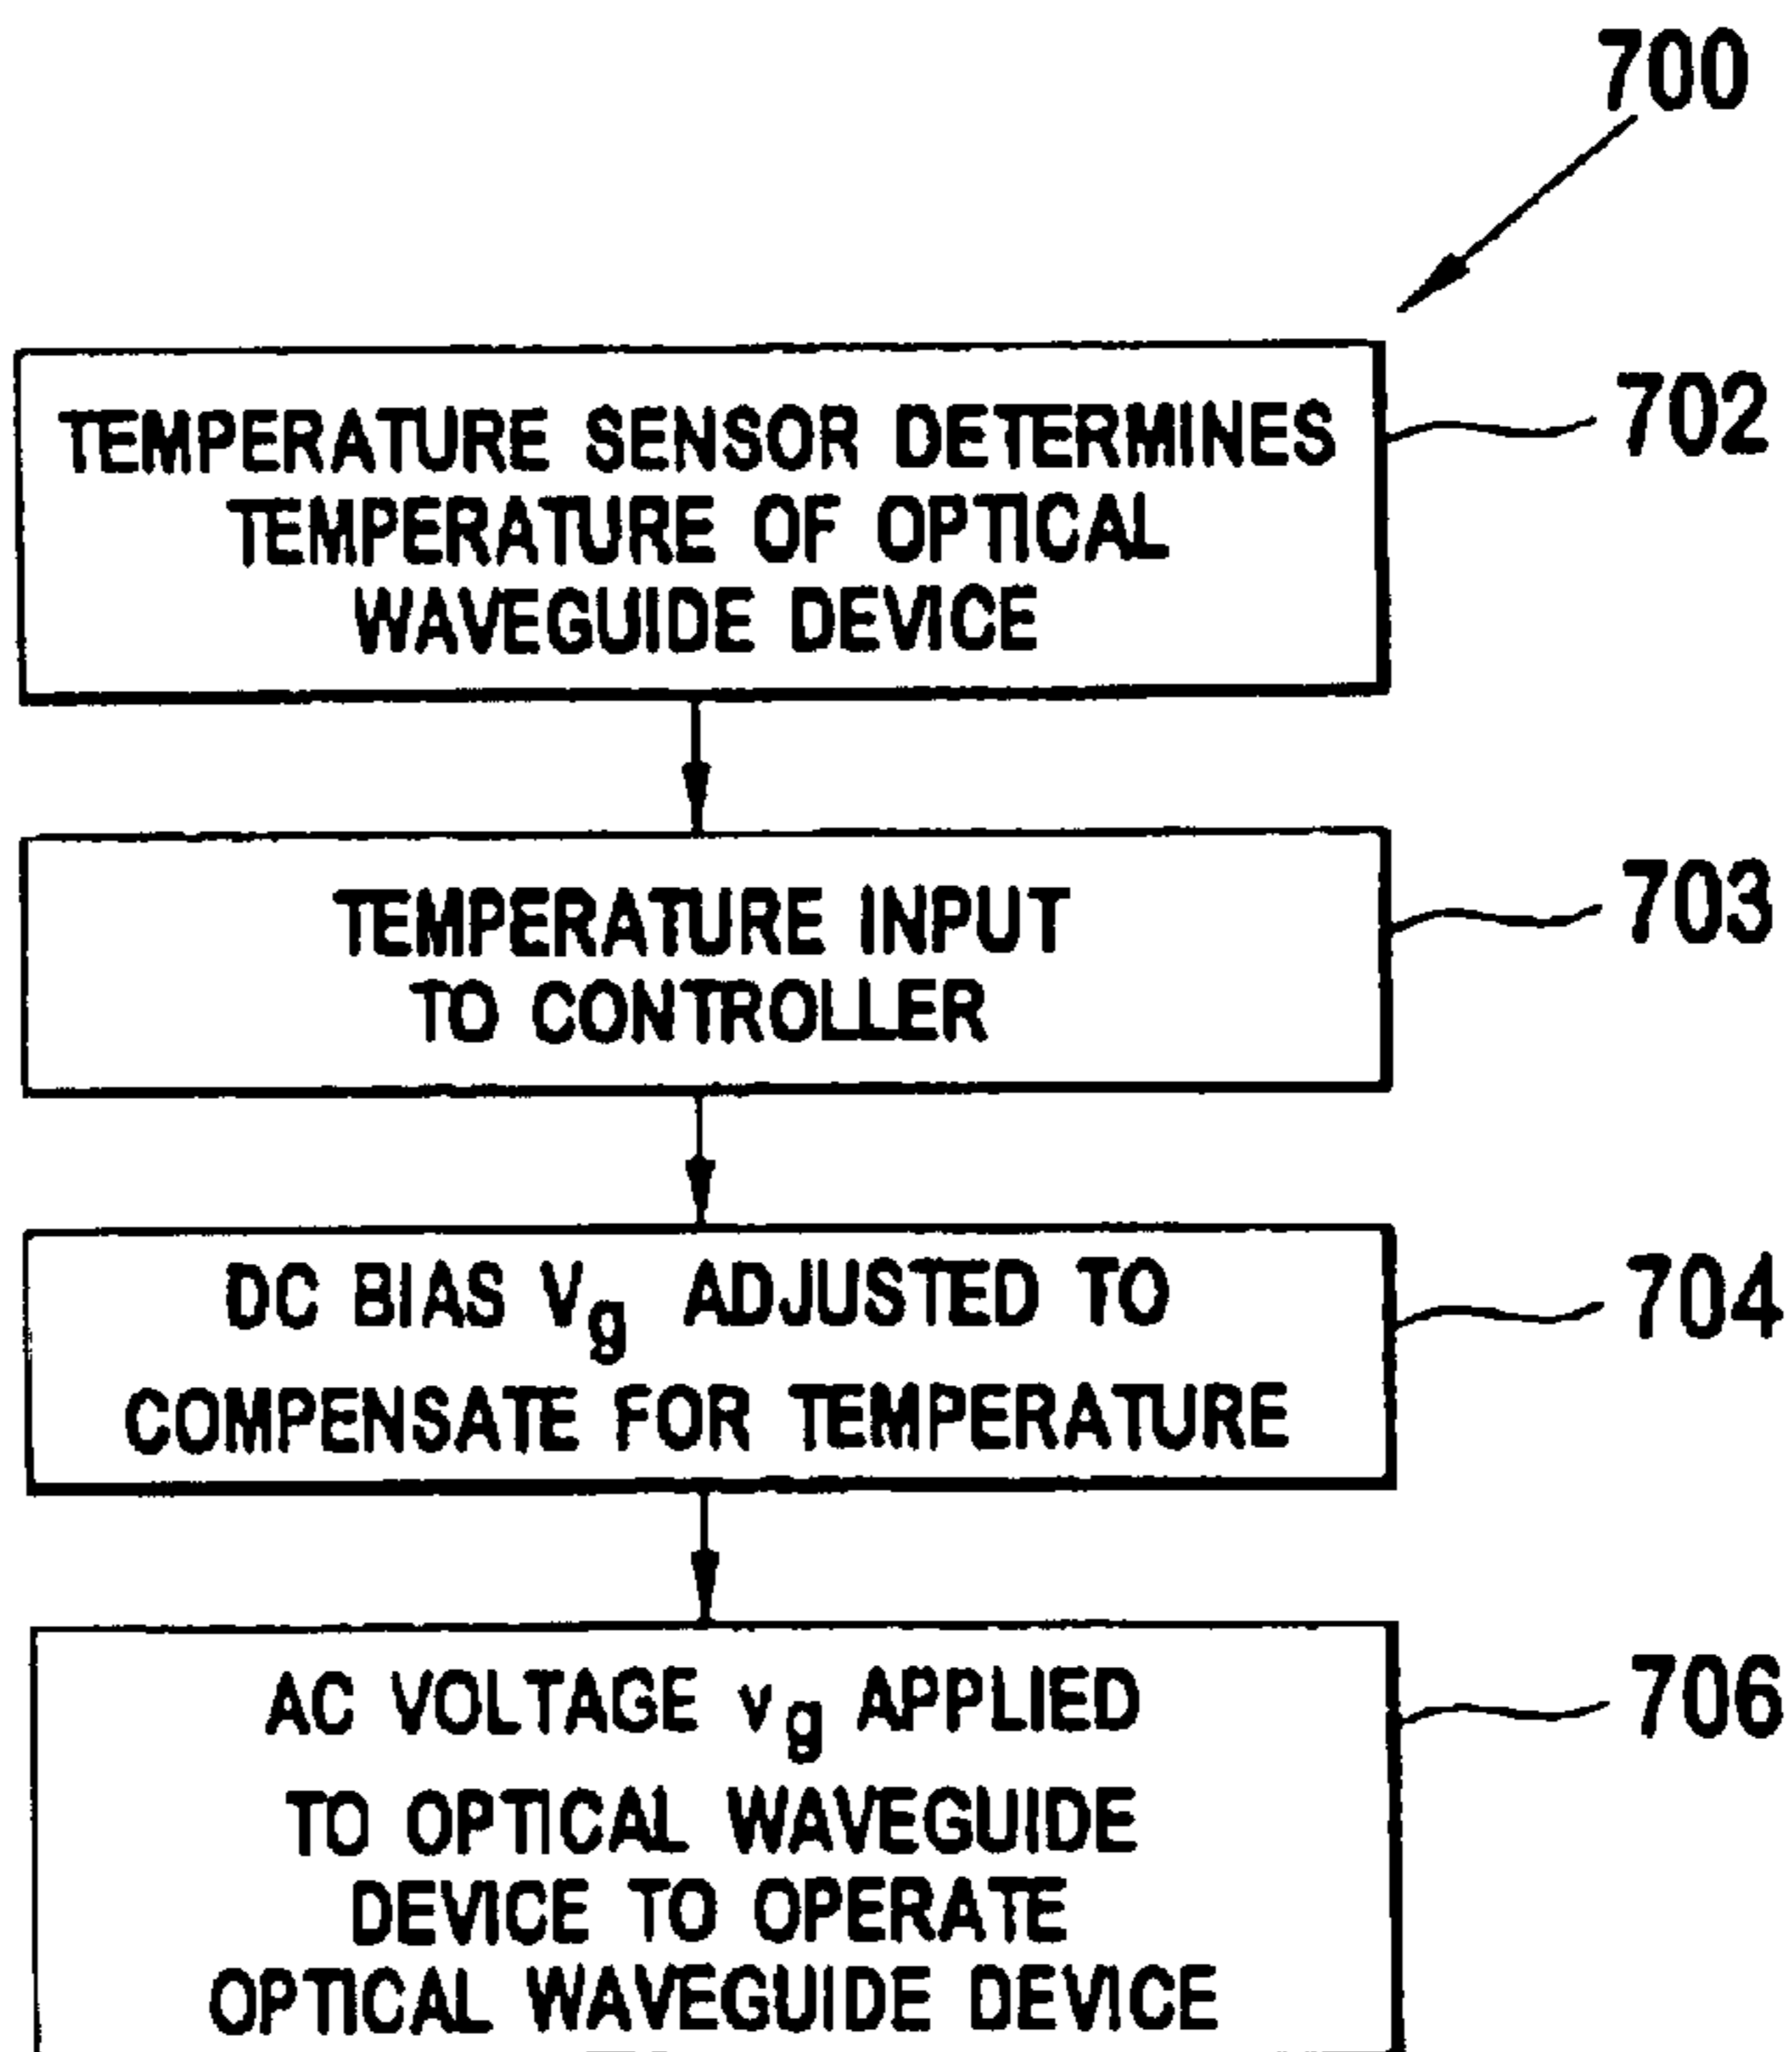 700
TEMPERATURE SENSOR DETERMINES
TEMPERATURE OF OPTICAL
WAVEGUIDE DEVICE
702
TEMPERATURE INPUT
TO CONTROLLER
703
DC BIAS Vg ADJUSTED TO
COMPENSATE FOR TEMPERATURE
704
AC VOLTAGE vg APPLIED
TO OPTICAL WAVEGUIDE
DEVICE TO OPERATE
OPTICAL WAVEGUIDE DEVICE
706